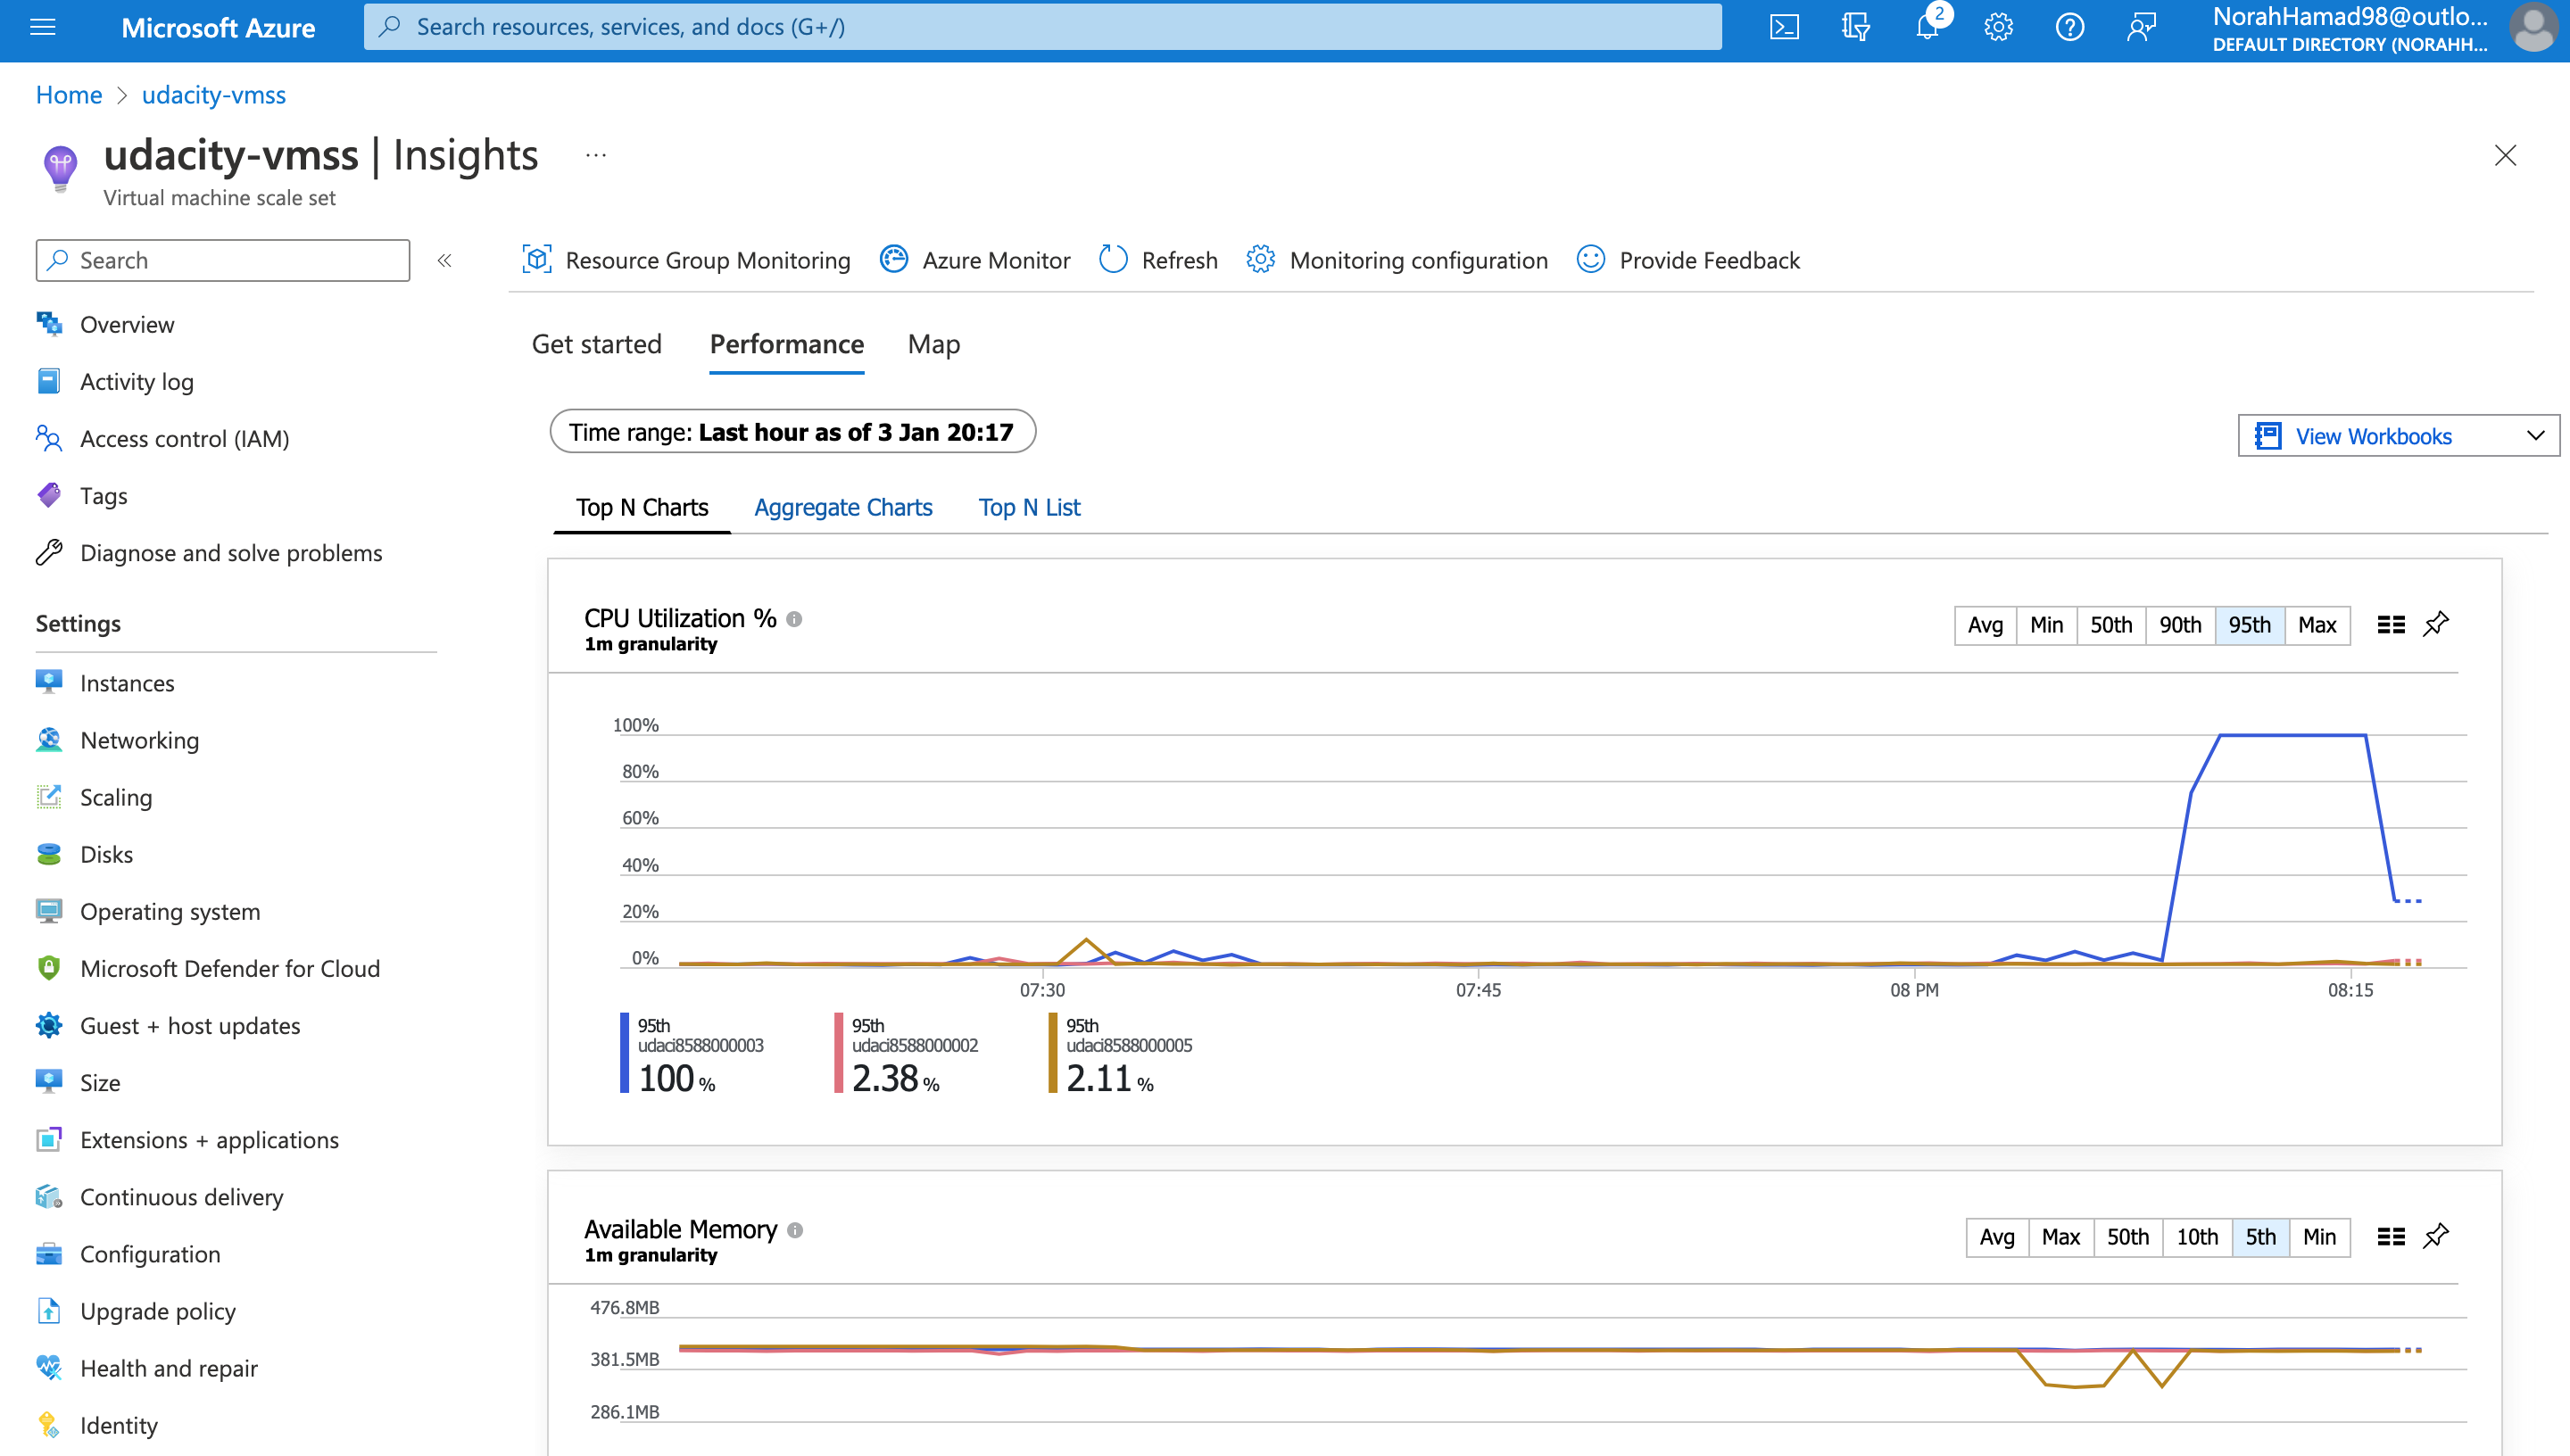 Microsoft Azure
Search resources, services, and docs (G+/)
2
NorahHamad98@outlo...
DEFAULT DIRECTORY (NORAHH...
Home > udacity-vmss
udacity-vmss | Insights ...
Virtual machine scale set
Search
«
Resource Group Monitoring
Azure Monitor
Refresh
Monitoring configuration
Provide Feedback
Overview
Activity log
Access control (IAM)
Tags
Diagnose and solve problems
Settings
Instances
Networking
Scaling
Disks
Operating system
Microsoft Defender for Cloud
Guest + host updates
Size
Extensions + applications
Continuous delivery
Configuration
Upgrade policy
Health and repair
Identity
Get started
Performance
Map
Time range: Last hour as of 3 Jan 20:17
View Workbooks
Top N Charts
Aggregate Charts
Top N List
CPU Utilization %
1m granularity
Avg
Min
50th
90th
95th
Max
100%
80%
60%
40%
20%
0%
07:30
07:45
08 PM
08:15
95th
udaci8588000003
100 %
95th
udaci8588000002
2.38 %
95th
udaci8588000005
2.11 %
Available Memory
1m granularity
Avg
Max
50th
10th
5th
Min
476.8MB
381.5MB
286.1MB